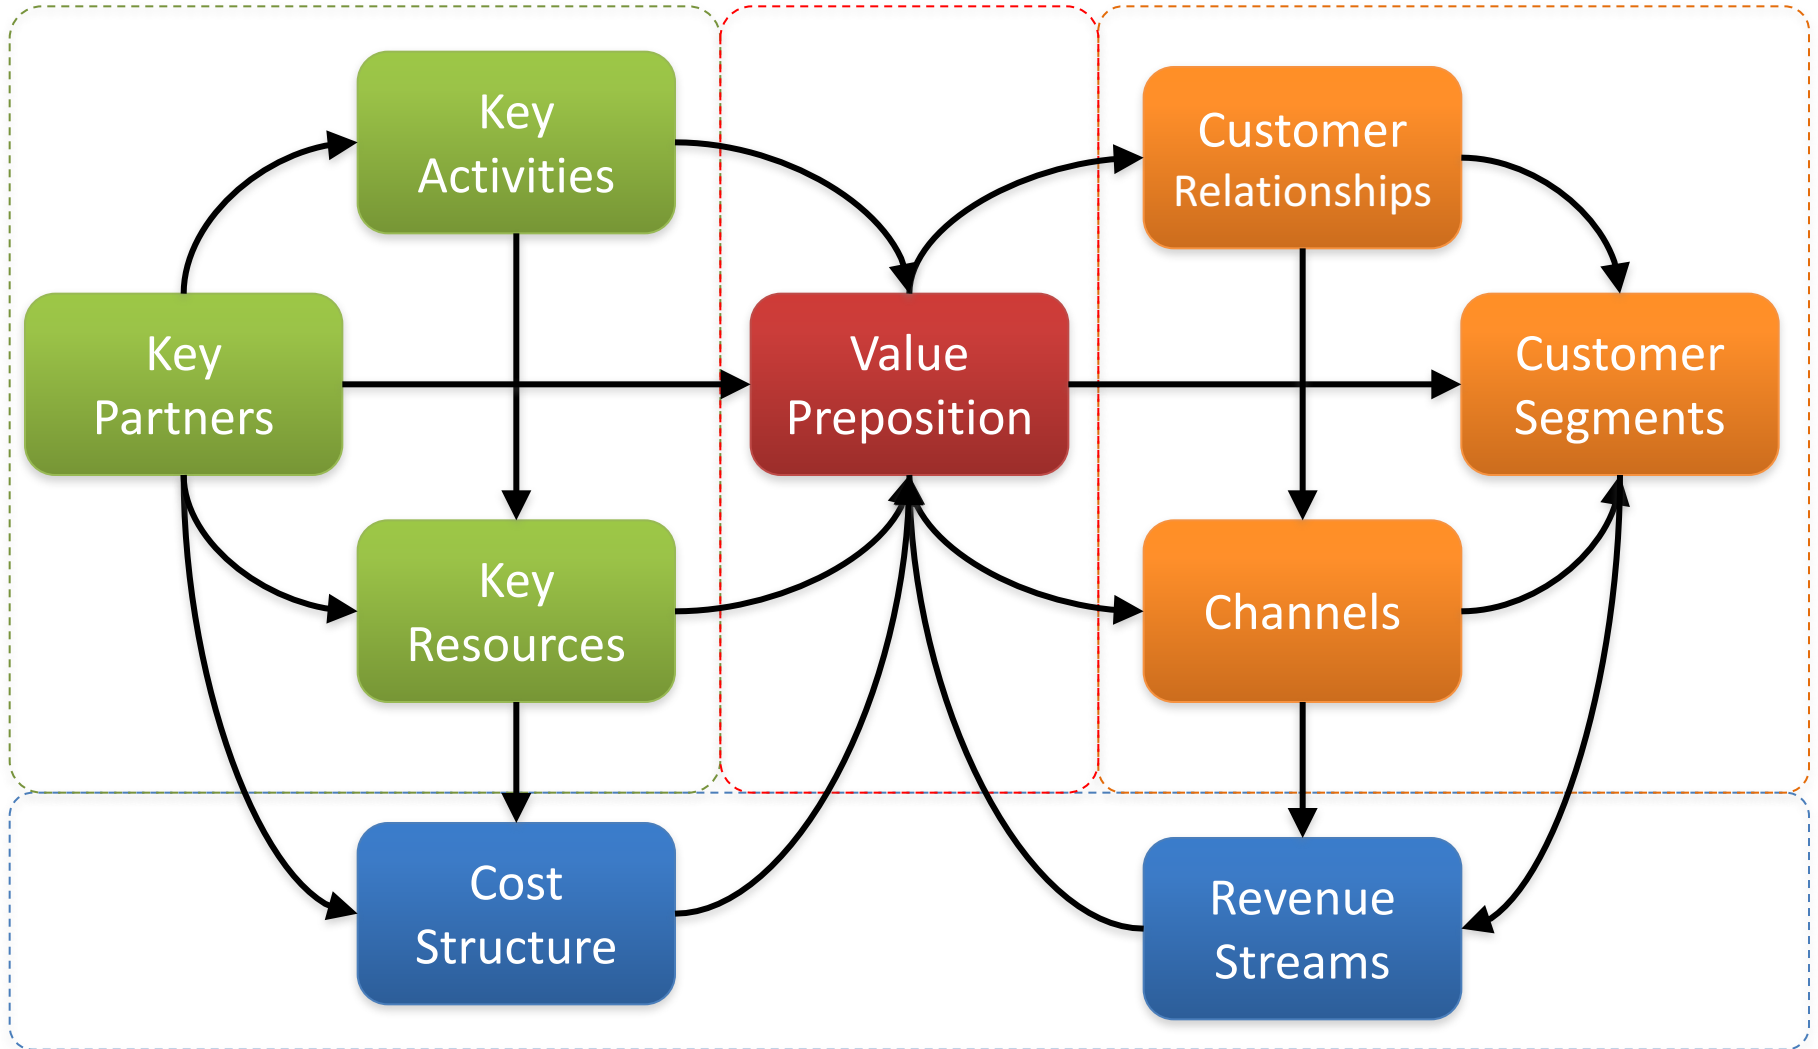 Key
Activities
Customer
Relationships
Key
Partners
Value
Preposition
Customer
Segments
Key
Resources
Channels
Cost
Structure
Revenue
Streams